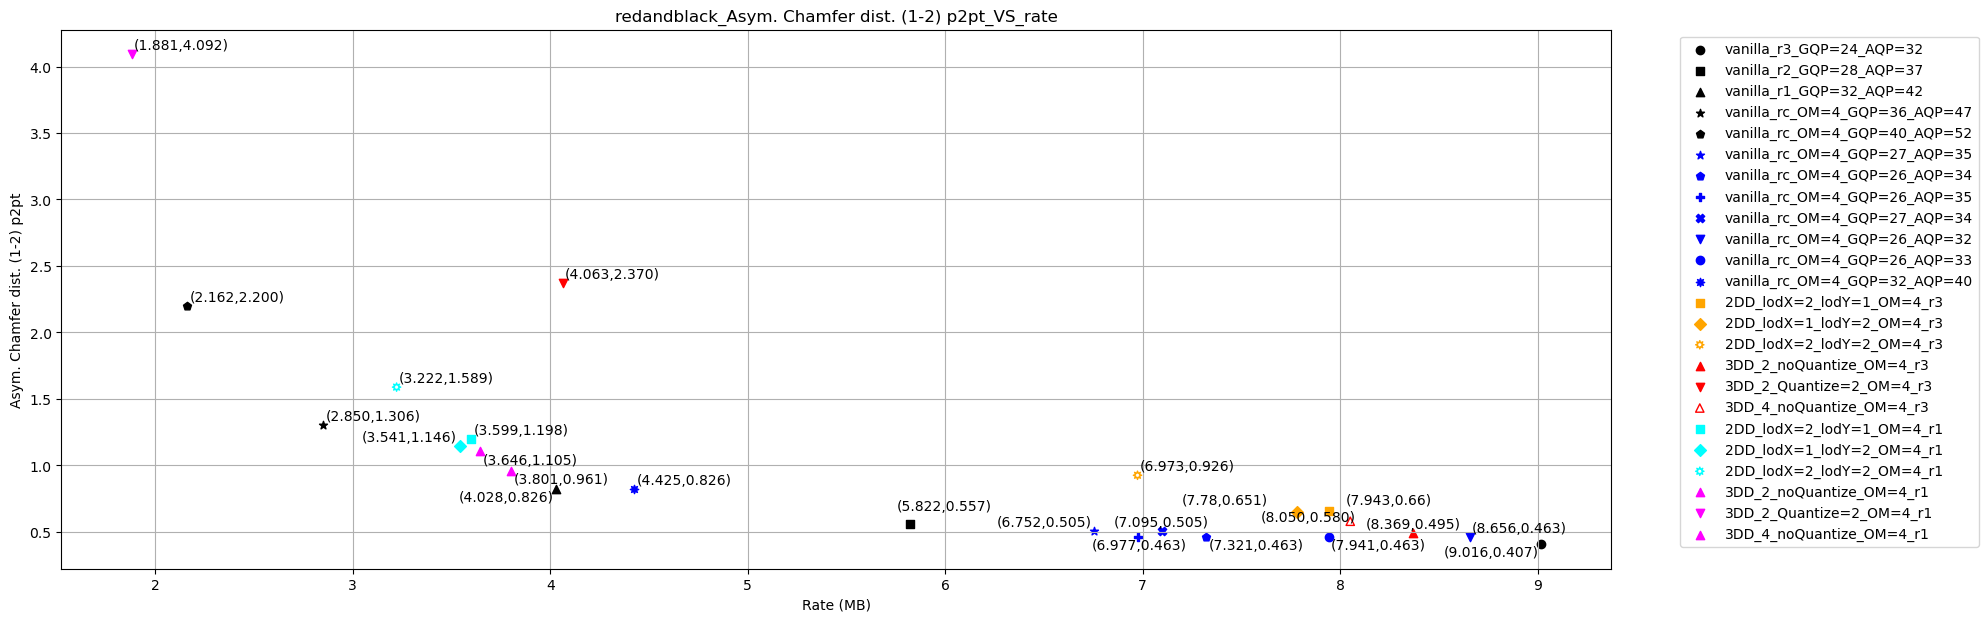 redandblack_Asym. Chamfer dist. (1-2) p2pt_VS_rate
Asym. Chamfer dist. (1-2) p2pt
4.0
3.5
3.0
2.5
2.0
1.5
1.0
0.5
(1.881,4.092)
(4.063,2.370)
(2.162,2.200)
(3.222,1.589)
(2.850,1.306)
(3.599,1.198)
(3.541,1.146)
(3.646,1.105)
(3.801,0.961)
(4.028,0.826)
(4.425,0.826)
(6.973,0.926)
(5.822,0.557)
(7.78,0.651)
(7.943,0.66)
(6.752,0.505)
(7.095,0.505)
(8.050,0.580)
(8.369,0.495)
(8.656,0.463)
(6.977,0.463)
(7.321,0.463)
(7.941,0.463)
(9.016,0.407)
2
3
4
5
6
7
8
9
Rate (MB)
vanilla_r3_GQP=24_AQP=32
vanilla_r2_GQP=28_AQP=37
vanilla_r1_GQP=32_AQP=42
vanilla_rc_OM=4_GQP=36_AQP=47
vanilla_rc_OM=4_GQP=40_AQP=52
vanilla_rc_OM=4_GQP=27_AQP=35
vanilla_rc_OM=4_GQP=26_AQP=34
vanilla_rc_OM=4_GQP=26_AQP=35
vanilla_rc_OM=4_GQP=27_AQP=34
vanilla_rc_OM=4_GQP=26_AQP=32
vanilla_rc_OM=4_GQP=26_AQP=33
vanilla_rc_OM=4_GQP=32_AQP=40
2DD_lodX=2_lodY=1_OM=4_r3
2DD_lodX=1_lodY=2_OM=4_r3
2DD_lodX=2_lodY=2_OM=4_r3
3DD_2_noQuantize_OM=4_r3
3DD_2_Quantize=2_OM=4_r3
3DD_4_noQuantize_OM=4_r3
2DD_lodX=2_lodY=1_OM=4_r1
2DD_lodX=1_lodY=2_OM=4_r1
2DD_lodX=2_lodY=2_OM=4_r1
3DD_2_noQuantize_OM=4_r1
3DD_2_Quantize=2_OM=4_r1
3DD_4_noQuantize_OM=4_r1